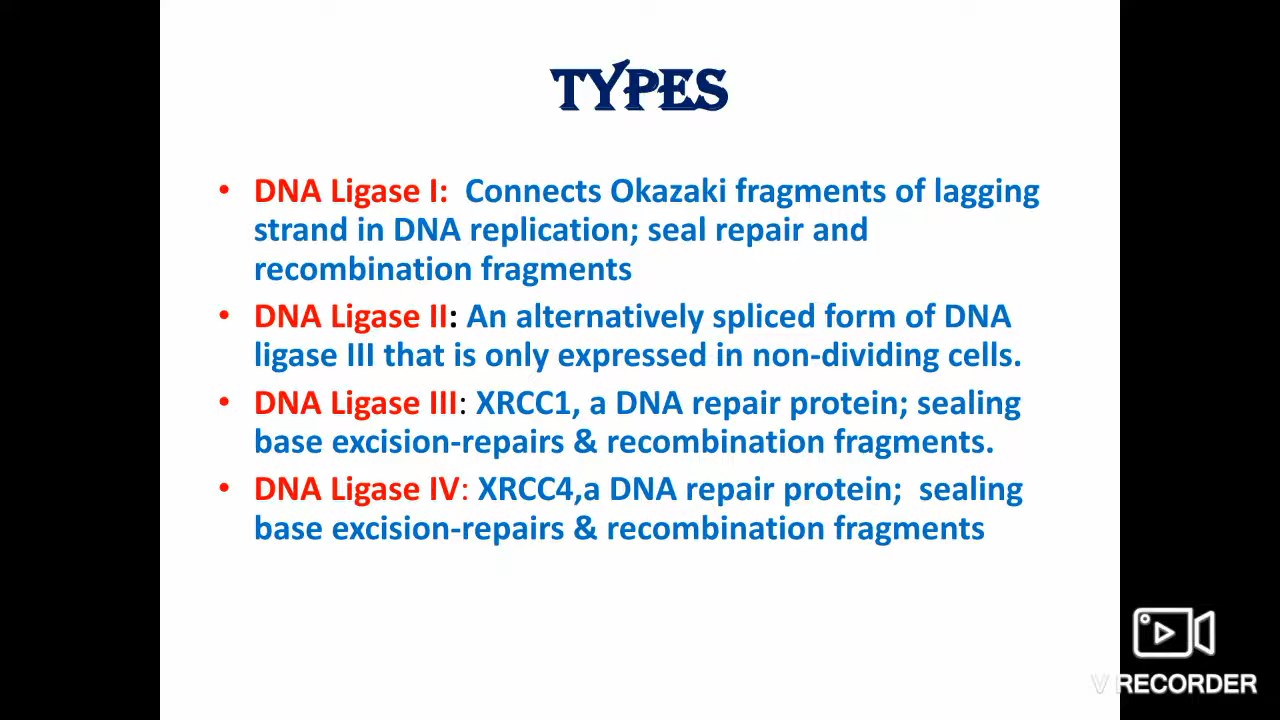 TYPES
• DNA Ligase I: Connects Okazaki fragments of lagging
strand in DNA replication; seal repair and
recombination fragments
• DNA Ligase II: An alternatively spliced form of DNA
ligase III that is only expressed in non-dividing cells.
• DNA Ligase III: XRCC1, a DNA repair protein; sealing
base excision-repairs & recombination fragments.
• DNA Ligase IV: XRCC4,a DNA repair protein; sealing
base excision-repairs & recombination fragments
V RECORDER